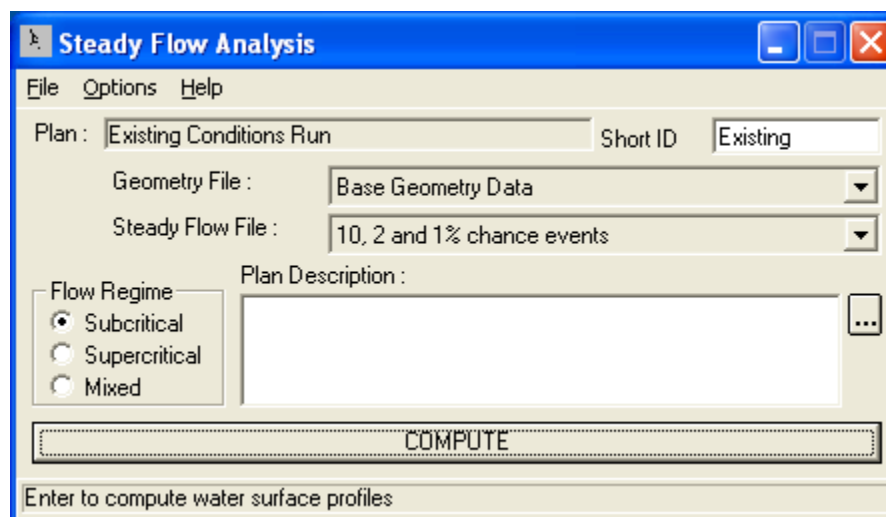 Steady Flow Analysis
File Options Help
Plan : Existing Conditions Run Short ID Existing
Geometry File : Base Geometry Data
Steady Flow File : 10, 2 and 1% chance events
Plan Description :
Flow Regime
Subcritical
Supercritical
Mixed
...
COMPUTE
Enter to compute water surface profiles